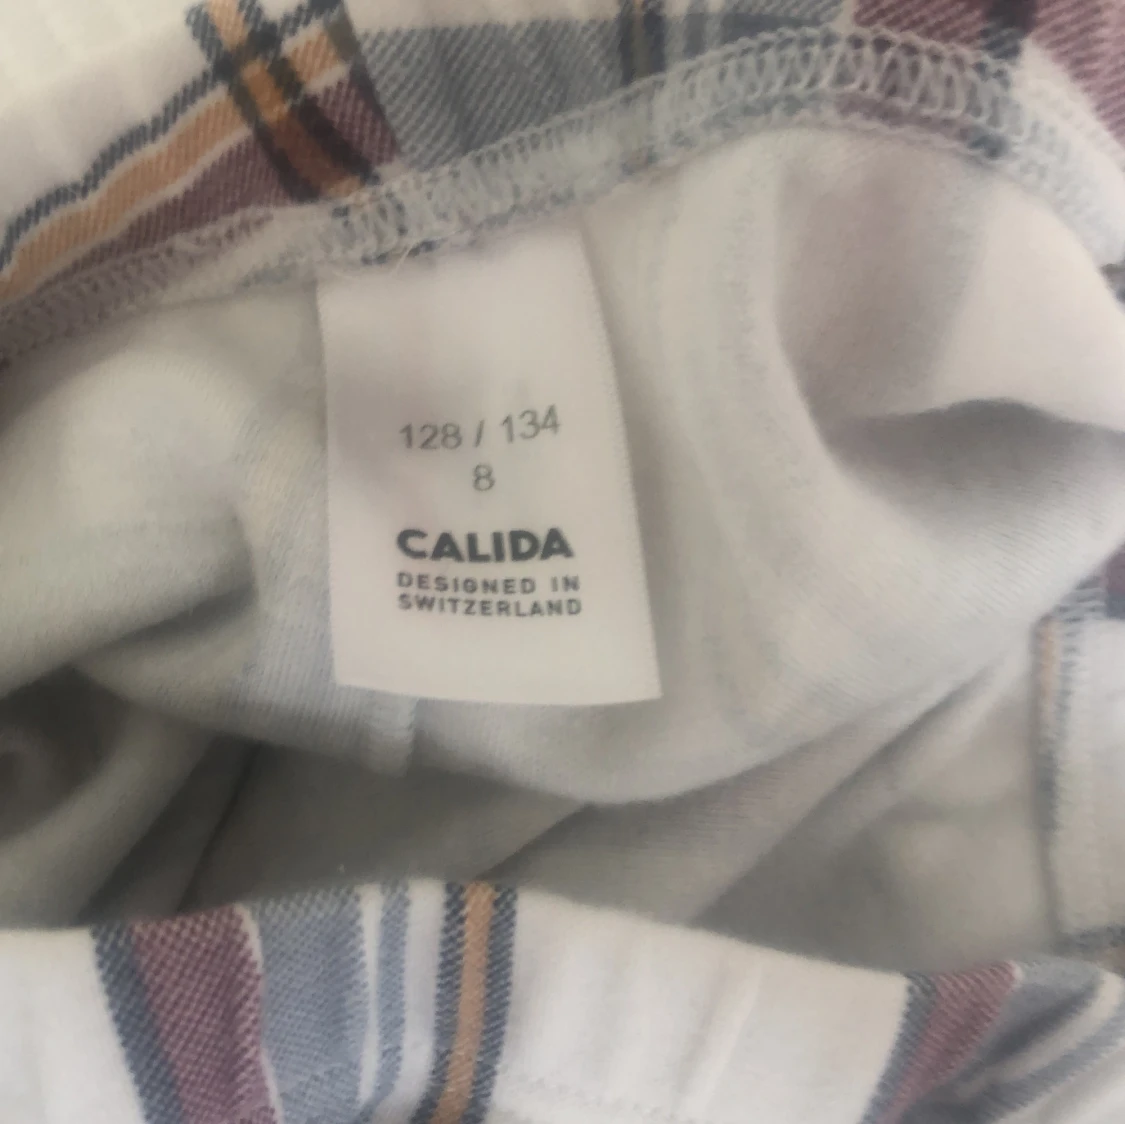 128 / 134
8
CALIDA
DESIGNED IN
SWITZERLAND